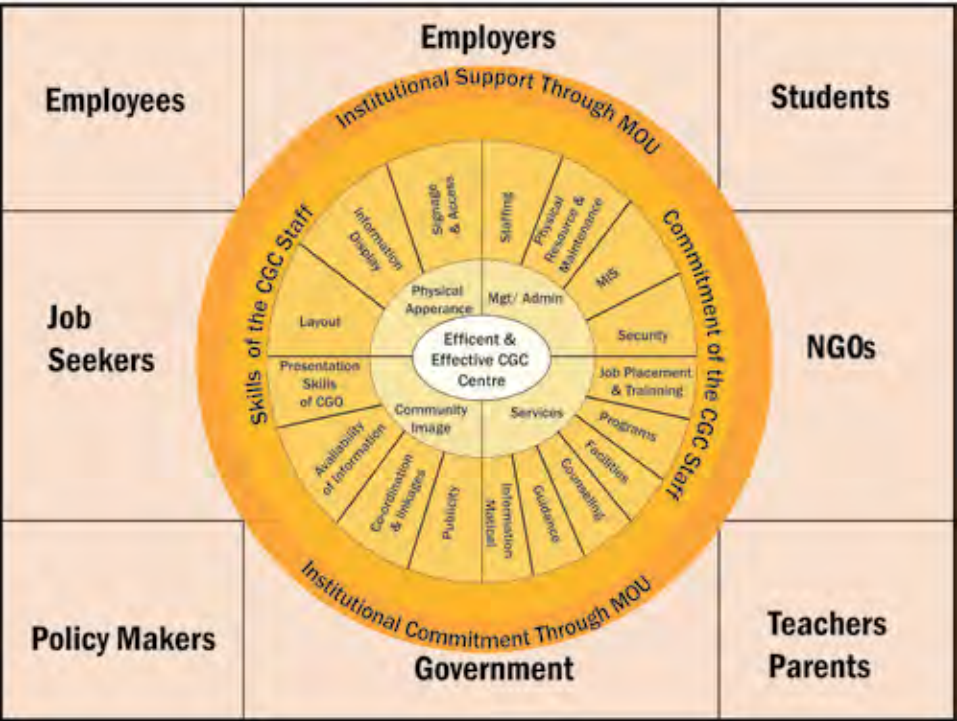 Employers
Employees
Students
Institutional Support Through MOU
Skills of the CGC Staff
Commitment of the CGC Staff
Signage
& Access
Staffing
Physical
Resource &
Maintenance
Information
Display
MIS
Layout
Security
Physical
Apperance
Mgt/ Admin
Efficent &
Effective CGC
Centre
Job
Seekers
NGOs
Presentation
Skills
of CGO
Job Placement
& Trainning
Community
Image
Services
Programs
Facilities
Availability
of Information
Co-ordination
& linkages
Publicity
Information
Matical
Guidance
Counseling
Institutional Commitment Through MOU
Policy Makers
Government
Teachers
Parents